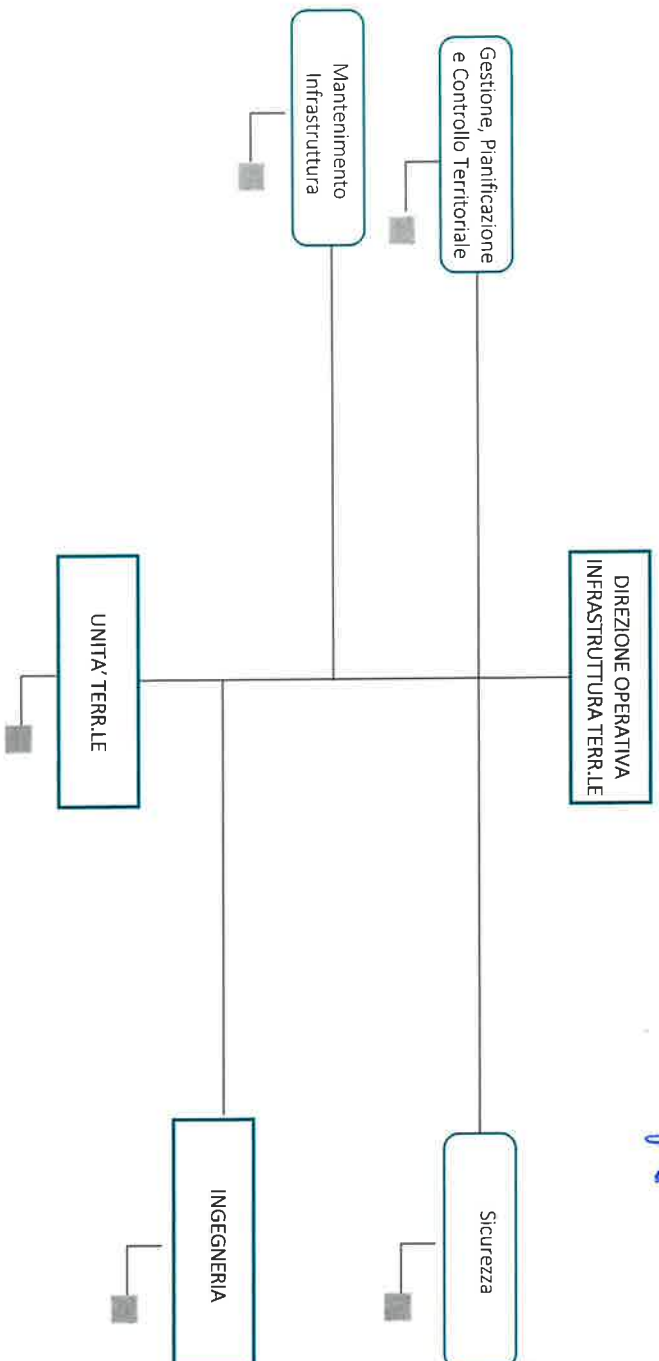 DIREZIONE OPERATIVA
INFRASTRUTTURA TERR.LE
Gestione, Pianificazione
e Controllo Territoriale
Sicurezza
Mantenimento
Infrastruttura
INGEGNERIA
UNITA' TERR.LE